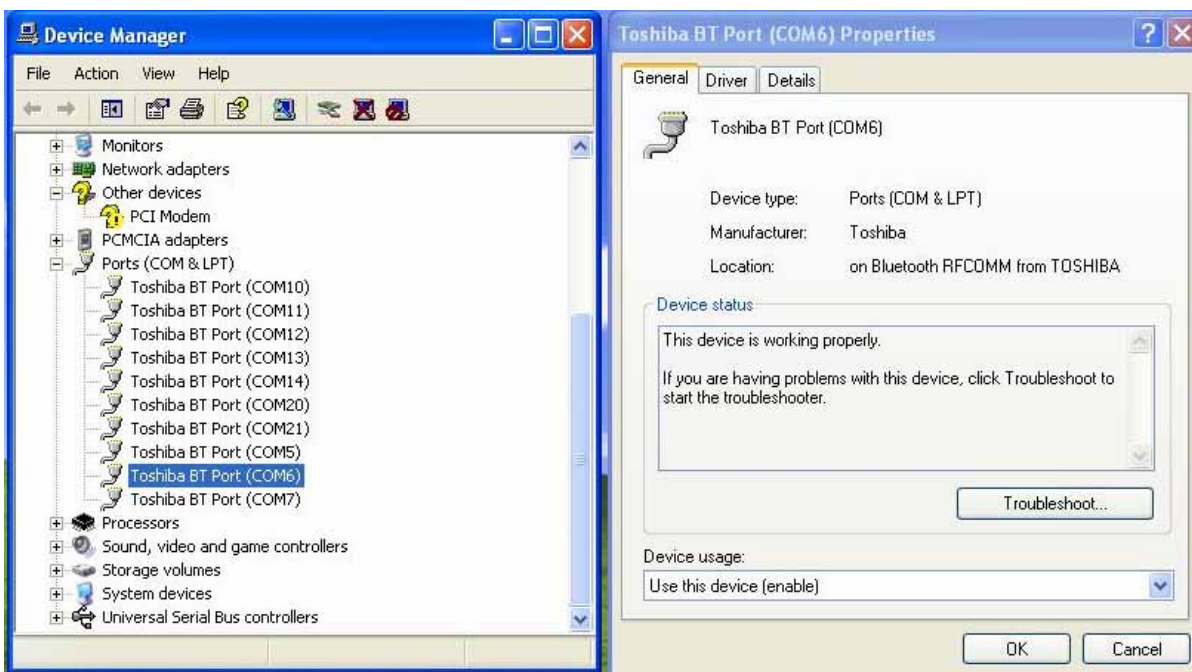 Device Manager
File Action View Help
Monitors
Network adapters
Other devices
PCI Modem
PCMCIA adapters
Ports (COM & LPT)
Toshiba BT Port (COM10)
Toshiba BT Port (COM11)
Toshiba BT Port (COM12)
Toshiba BT Port (COM13)
Toshiba BT Port (COM14)
Toshiba BT Port (COM20)
Toshiba BT Port (COM21)
Toshiba BT Port (COM5)
Toshiba BT Port (COM6)
Toshiba BT Port (COM7)
Processors
Sound, video and game controllers
Storage volumes
System devices
Universal Serial Bus controllers
Toshiba BT Port (COM6) Properties
General Driver Details
Toshiba BT Port (COM6)
Device type: Ports (COM & LPT)
Manufacturer: Toshiba
Location: on Bluetooth RFCOMM from TOSHIBA
Device status
This device is working properly.
If you are having problems with this device, click Troubleshoot to
start the troubleshooter.
Troubleshoot...
Device usage:
Use this device (enable)
OK Cancel